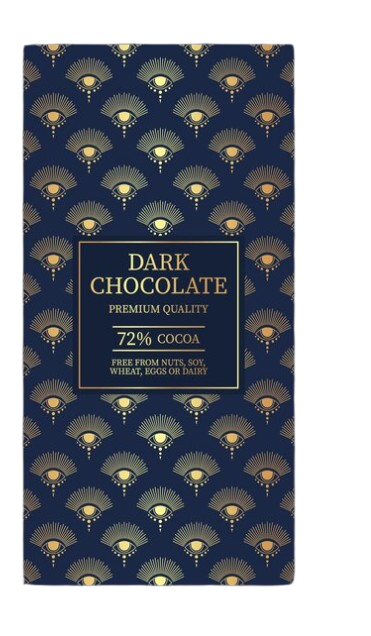 DARK
CHOCOLATE
PREMIUM QUALITY
72% COCOA
FREE FROM NUTS, SOY,
WHEAT, EGGS OR DAIRY